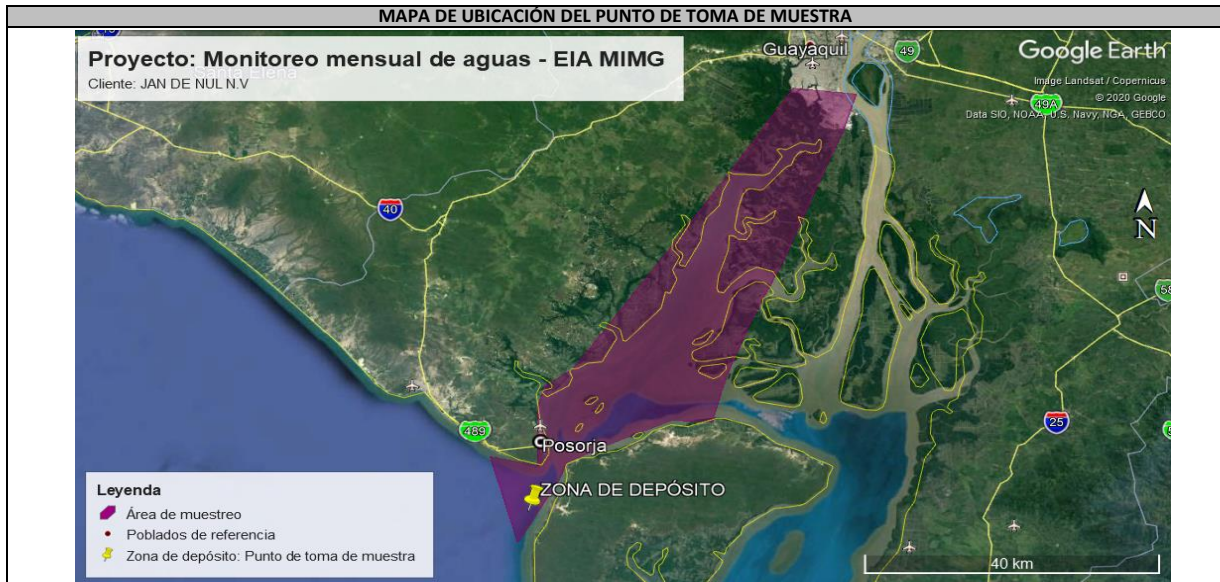 MAPA DE UBICACIÓN DEL PUNTO DE TOMA DE MUESTRA
Proyecto: Monitoreo mensual de aguas - EIA MIMG
Cliente: JAN DE NUL N.V
Santa Elena
Guayaquil
49
Google Earth
Image Landsat / Copernicus
© 2020 Google
49A
Data SIO, NOAA, U.S. Navy, NGA, GEBCO
40
N
58
489
25
Posorja
ZONA DE DEPÓSITO
Leyenda
Área de muestreo
Poblados de referencia
Zona de depósito: Punto de toma de muestra
40 km